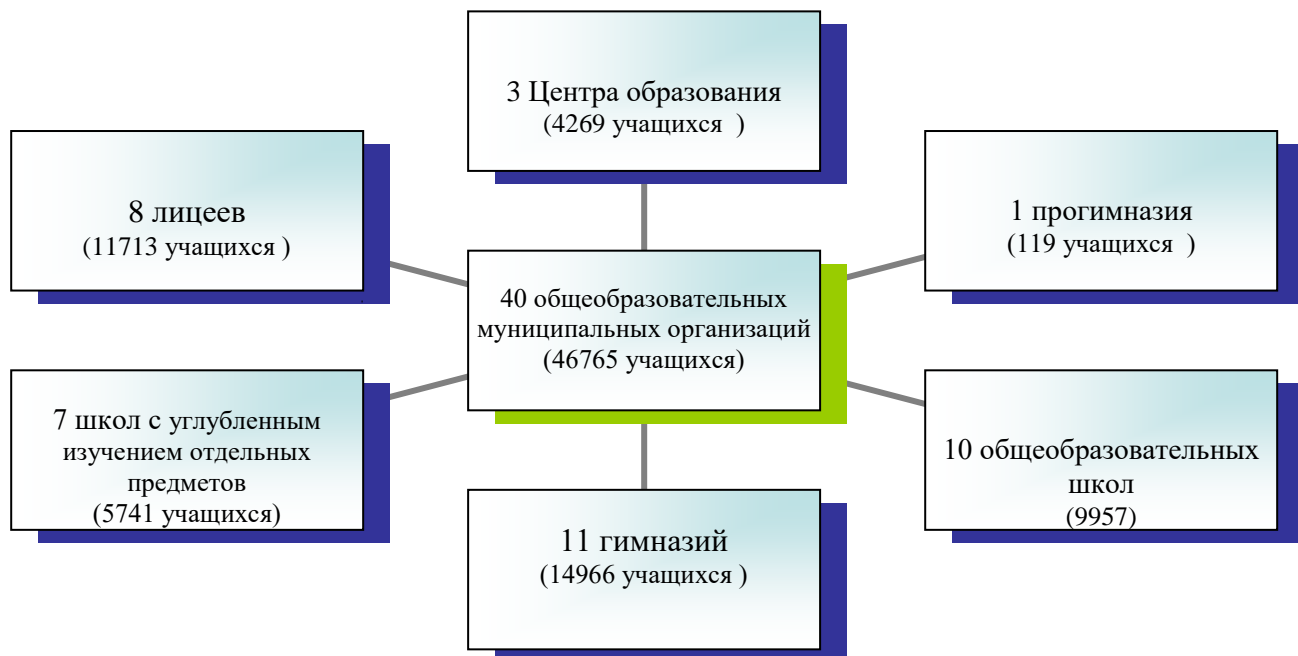 3 Центра образования
(4269 учащихся )
8 лицеев
(11713 учащихся )
1 прогимназия
(119 учащихся )
40 общеобразовательных
муниципальных организаций
(46765 учащихся)
7 школ с углубленным
изучением отдельных
предметов
(5741 учащихся)
10 общеобразовательных
школ
(9957)
11 гимназий
(14966 учащихся )